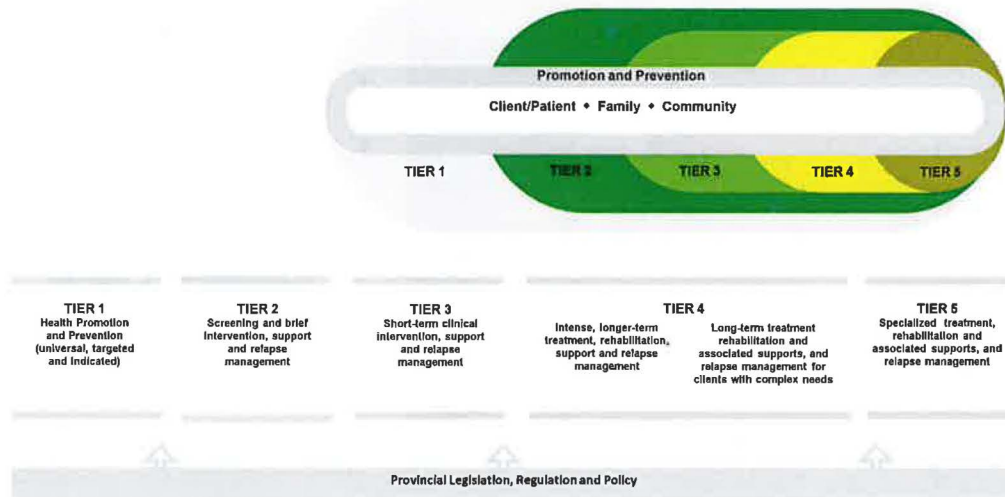 Promotion and Prevention
Client/Patient ♦ Family ♦ Community
TIER 1
TIER 2
TIER 3
TIER 4
TIER 5
TIER 1
Health Promotion
and Prevention
(universal, targeted
and indicated)
TIER 2
Screening and brief
intervention, support
and relapse
management
TIER 3
Short-term clinical
intervention, support
and relapse
management
TIER 4
Intense, longer-term
treatment, rehabilitation,
support and relapse
management
Long-term treatment
rehabilitation and
associated supports, and
relapse management for
clients with complex needs
TIER 5
Specialized treatment,
rehabilitation and
associated supports, and
relapse management
Provincial Legislation, Regulation and Policy